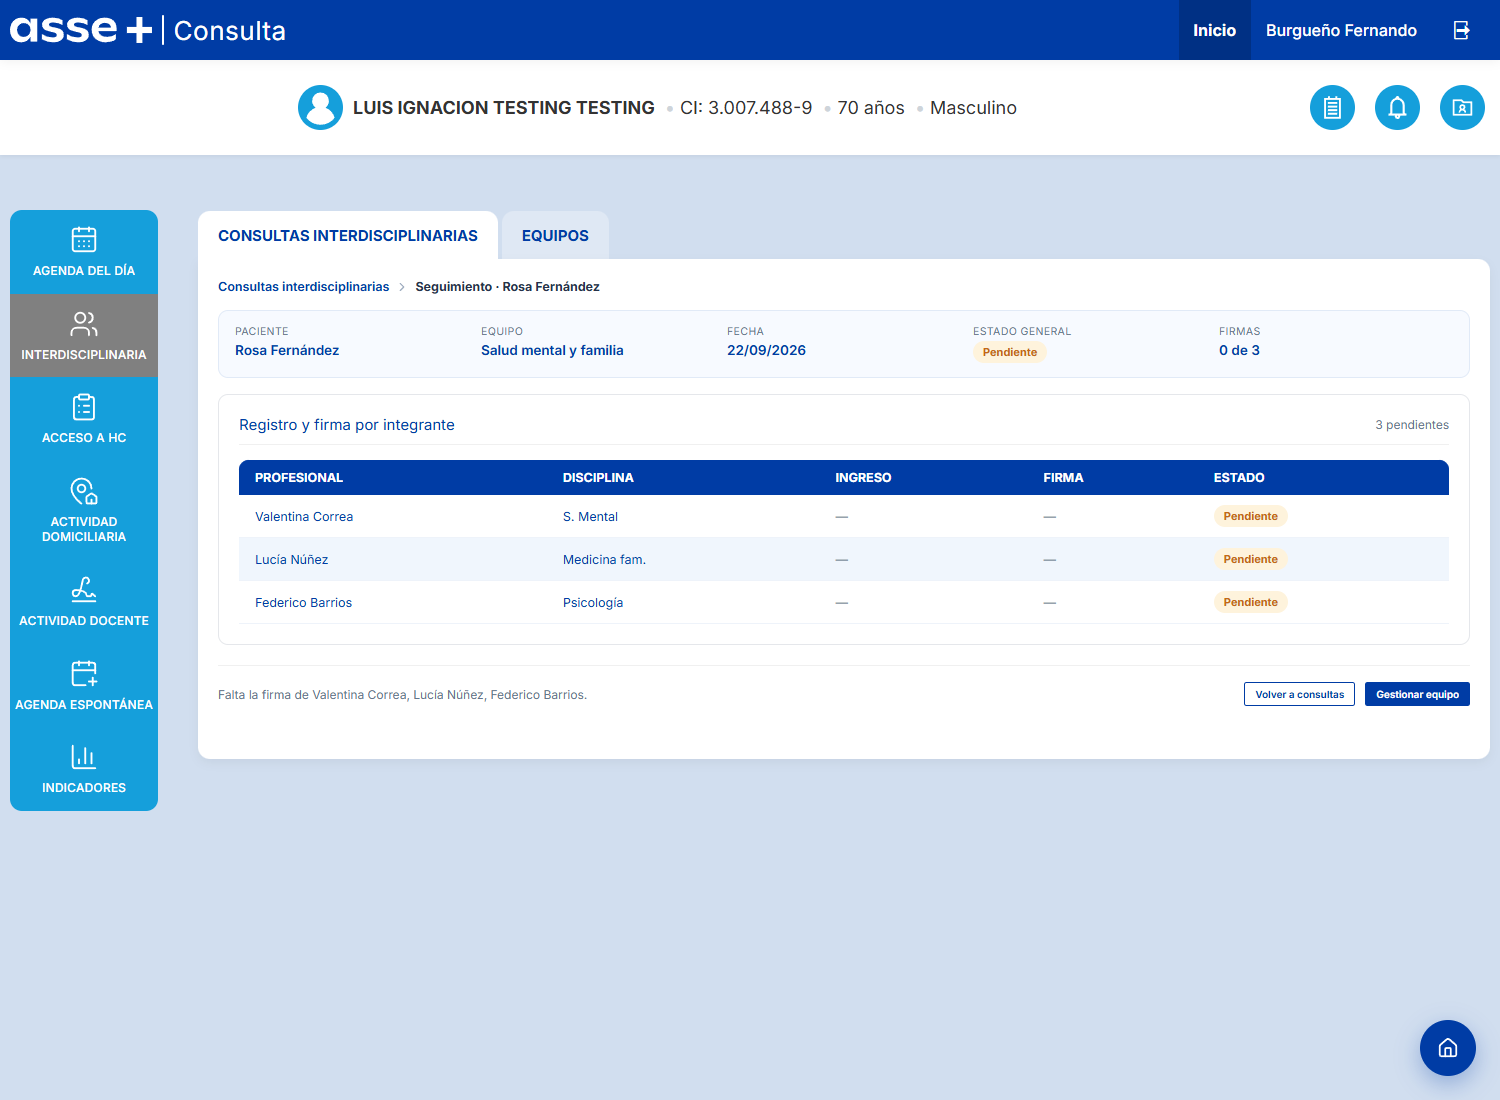 asse + | Consulta
Inicio
Burgueño Fernando
LUIS IGNACION TESTING TESTING • CI: 3.007.488-9 • 70 años • Masculino
AGENDA DEL DÍA
INTERDISCIPLINARIA
ACCESO A HC
ACTIVIDAD
DOMICILIARIA
ACTIVIDAD DOCENTE
AGENDA ESPONTÁNEA
INDICADORES
CONSULTAS INTERDISCIPLINARIAS
EQUIPOS
Consultas interdisciplinarias > Seguimiento · Rosa Fernández
PACIENTE
Rosa Fernández
EQUIPO
Salud mental y familia
FECHA
22/09/2026
ESTADO GENERAL
Pendiente
FIRMAS
0 de 3
Registro y firma por integrante
3 pendientes
PROFESIONAL DISCIPLINA INGRESO FIRMA ESTADO
Valentina Correa S. Mental — — Pendiente
Lucía Núñez Medicina fam. — — Pendiente
Federico Barrios Psicología — — Pendiente
Falta la firma de Valentina Correa, Lucía Núñez, Federico Barrios.
Volver a consultas
Gestionar equipo